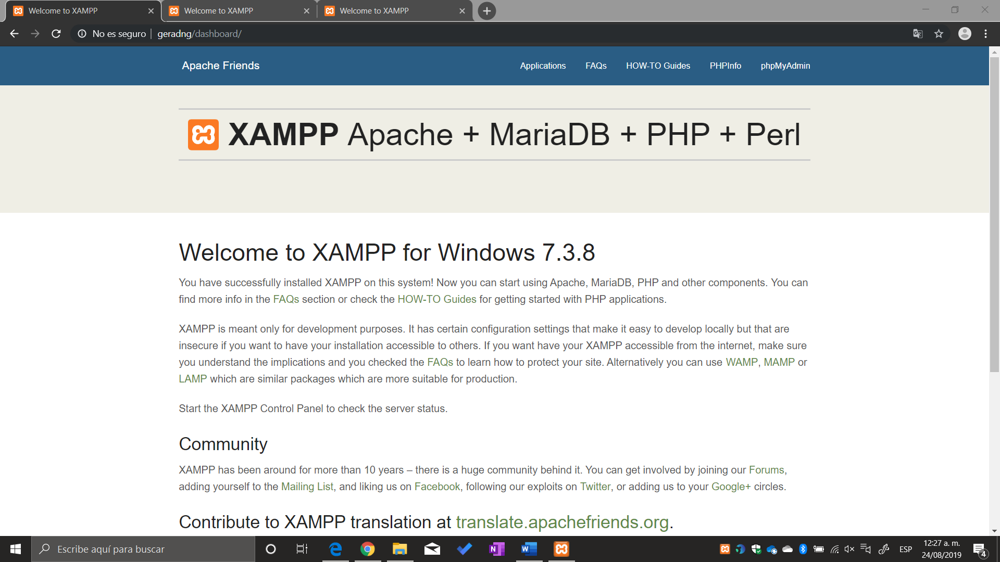 Welcome to XAMPP
Welcome to XAMPP
Welcome to XAMPP
No es seguro | geradng/dashboard/
Apache Friends
Applications
FAQs
HOW-TO Guides
PHPInfo
phpMyAdmin
XAMPP Apache + MariaDB + PHP + Perl
Welcome to XAMPP for Windows 7.3.8
You have successfully installed XAMPP on this system! Now you can start using Apache, MariaDB, PHP and other components. You can
find more info in the FAQs section or check the HOW-TO Guides for getting started with PHP applications.
XAMPP is meant only for development purposes. It has certain configuration settings that make it easy to develop locally but that are
insecure if you want to have your installation accessible to others. If you want have your XAMPP accessible from the internet, make sure
you understand the implications and you checked the FAQs to learn how to protect your site. Alternatively you can use WAMP, MAMP or
LAMP which are similar packages which are more suitable for production.
Start the XAMPP Control Panel to check the server status.
Community
XAMPP has been around for more than 10 years – there is a huge community behind it. You can get involved by joining our Forums,
adding yourself to the Mailing List, and liking us on Facebook, following our exploits on Twitter, or adding us to your Google+ circles.
Contribute to XAMPP translation at translate.apachefriends.org.
Escribe aquí para buscar
ESP
12:27 a. m.
24/08/2019
4